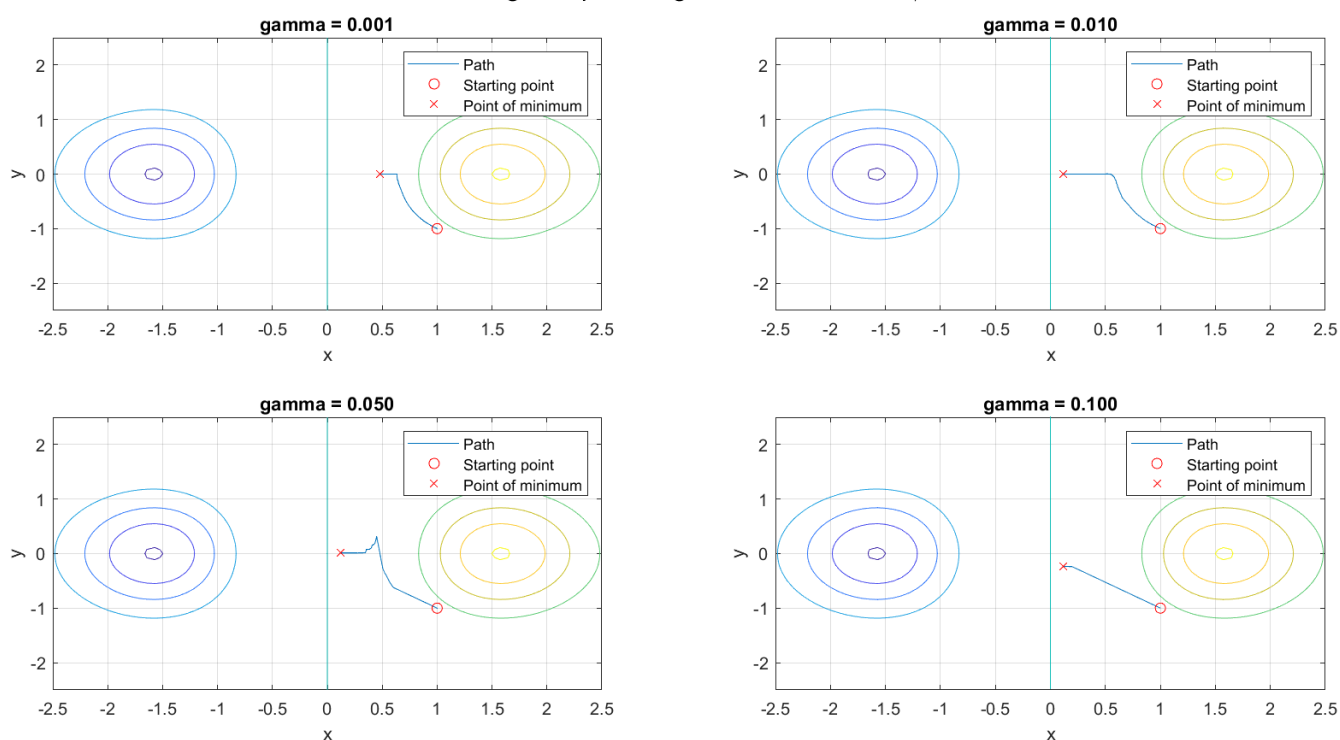 gamma = 0.001
Path
Starting point
Point of minimum
2
1
0
-1
-2
y
-2.5 -2 -1.5 -1 -0.5 0 0.5 1 1.5 2 2.5
x
gamma = 0.010
Path
Starting point
Point of minimum
2
1
0
-1
-2
y
-2.5 -2 -1.5 -1 -0.5 0 0.5 1 1.5 2 2.5
x
gamma = 0.050
Path
Starting point
Point of minimum
2
1
0
-1
-2
y
-2.5 -2 -1.5 -1 -0.5 0 0.5 1 1.5 2 2.5
x
gamma = 0.100
Path
Starting point
Point of minimum
2
1
0
-1
-2
y
-2.5 -2 -1.5 -1 -0.5 0 0.5 1 1.5 2 2.5
x